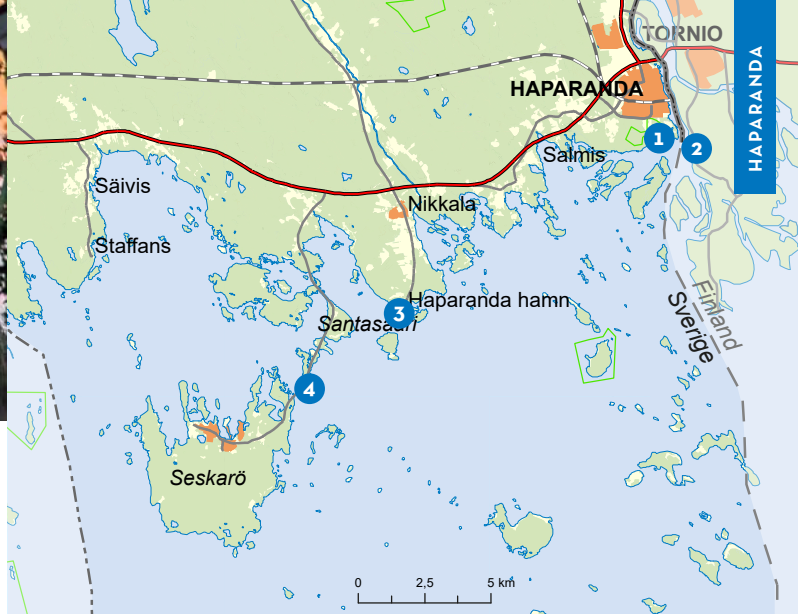 TORNIO
HAPARANDA
HAPARANDA
1
2
Salmis
Säivis
Nikkala
Staffans
Haparanda hamn
3
Santasaari
Finland
Sverige
4
Seskarö
0 2,5 5 km